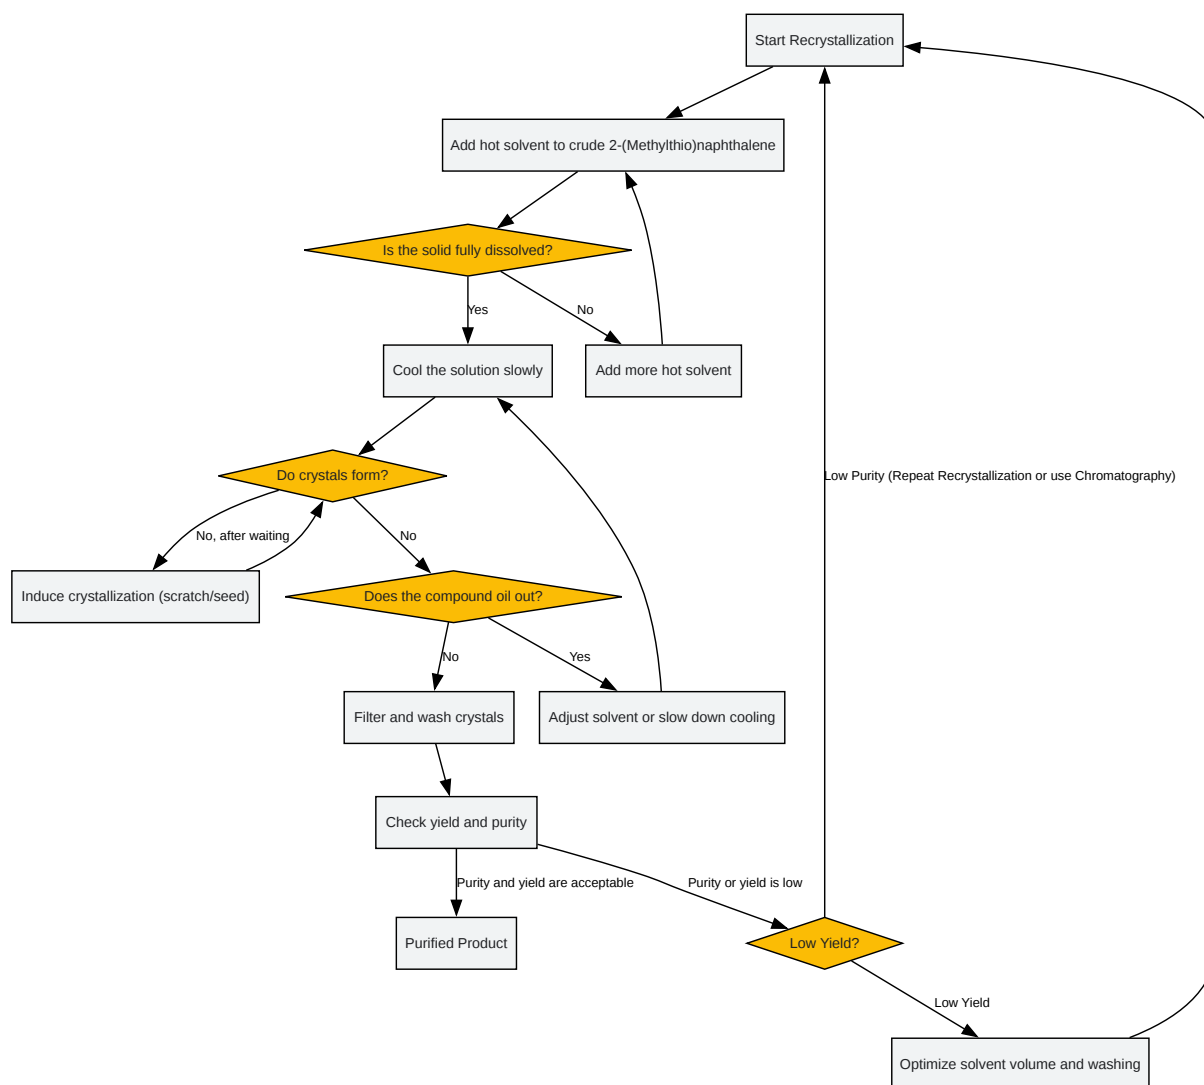 Start Recrystallization
Add hot solvent to crude 2-(Methylthio)naphthalene
Is the solid fully dissolved?
Yes
No
Cool the solution slowly
Add more hot solvent
Do crystals form?
Low Purity (Repeat Recrystallization or use Chromatography)
No, after waiting
No
Induce crystallization (scratch/seed)
Does the compound oil out?
No
Yes
Filter and wash crystals
Adjust solvent or slow down cooling
Check yield and purity
Purity and yield are acceptable
Purity or yield is low
Purified Product
Low Yield?
Low Yield
Optimize solvent volume and washing